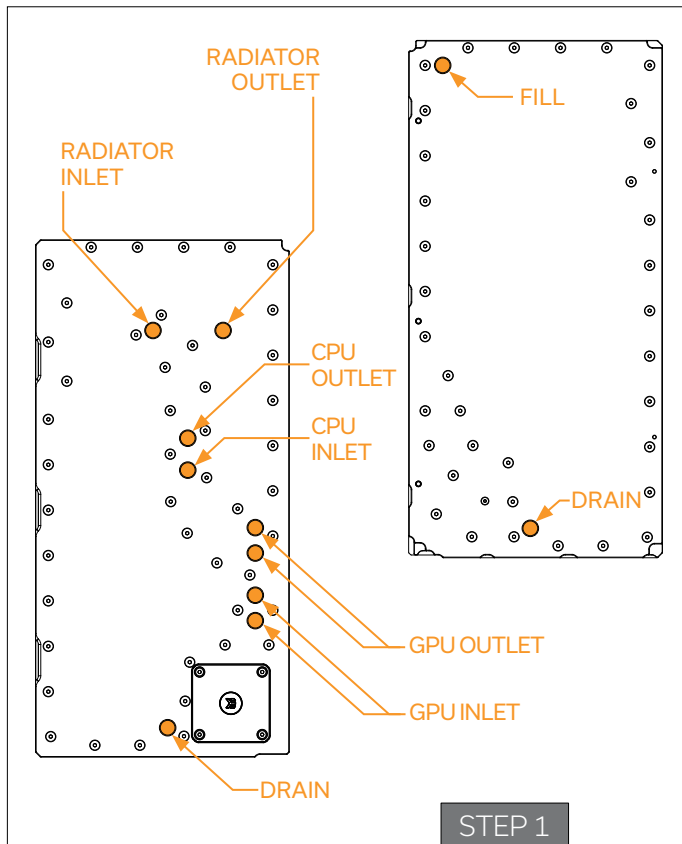 RADIATOR
OUTLET
FILL
RADIATOR
INLET
CPU
OUTLET
CPU
INLET
DRAIN
GPU OUTLET
GPU INLET
DRAIN
STEP 1